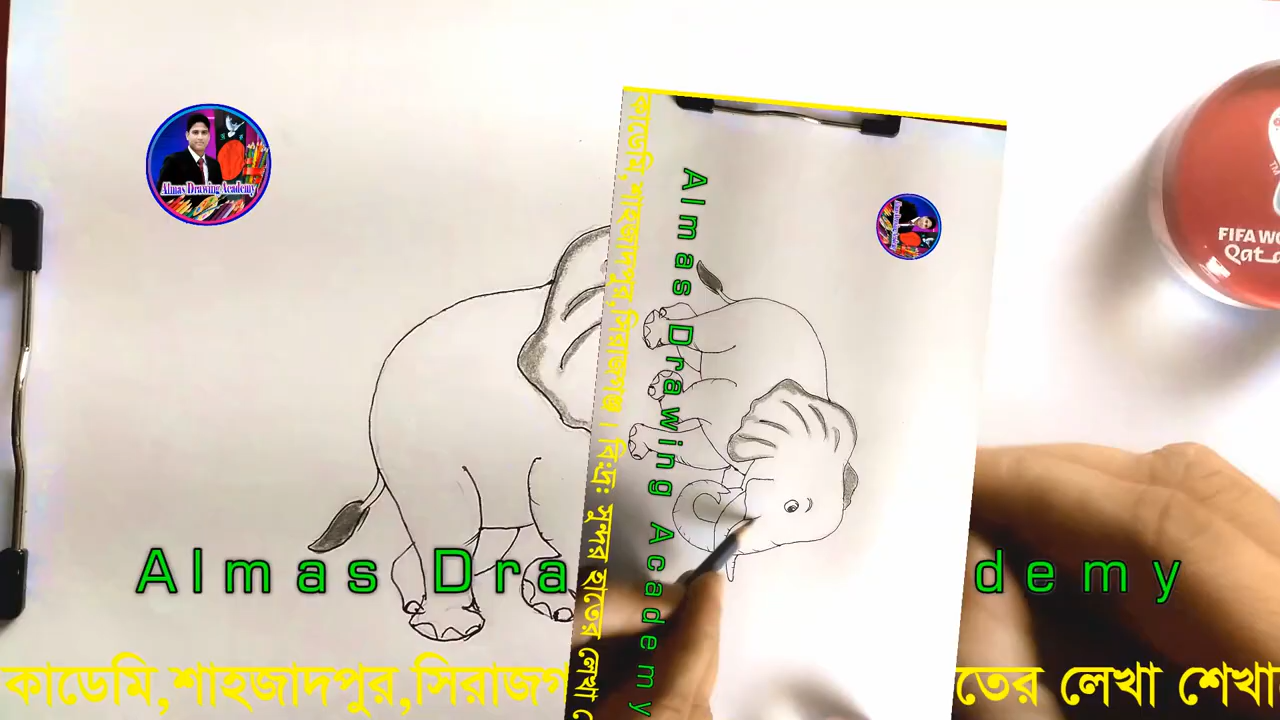 Almas Drawing Academy
FIFA WO
Qat
TM
Almas Dra
demy
কাডেমি,শাহজাদপুর,সিরাজগ
তের লেখা শেখা
কাডেমি,শাহজাদপুর,সিরাজগঞ্জ । বি:দ্র: সুন্দর হাতের লেখা
Almas Drawing Academy